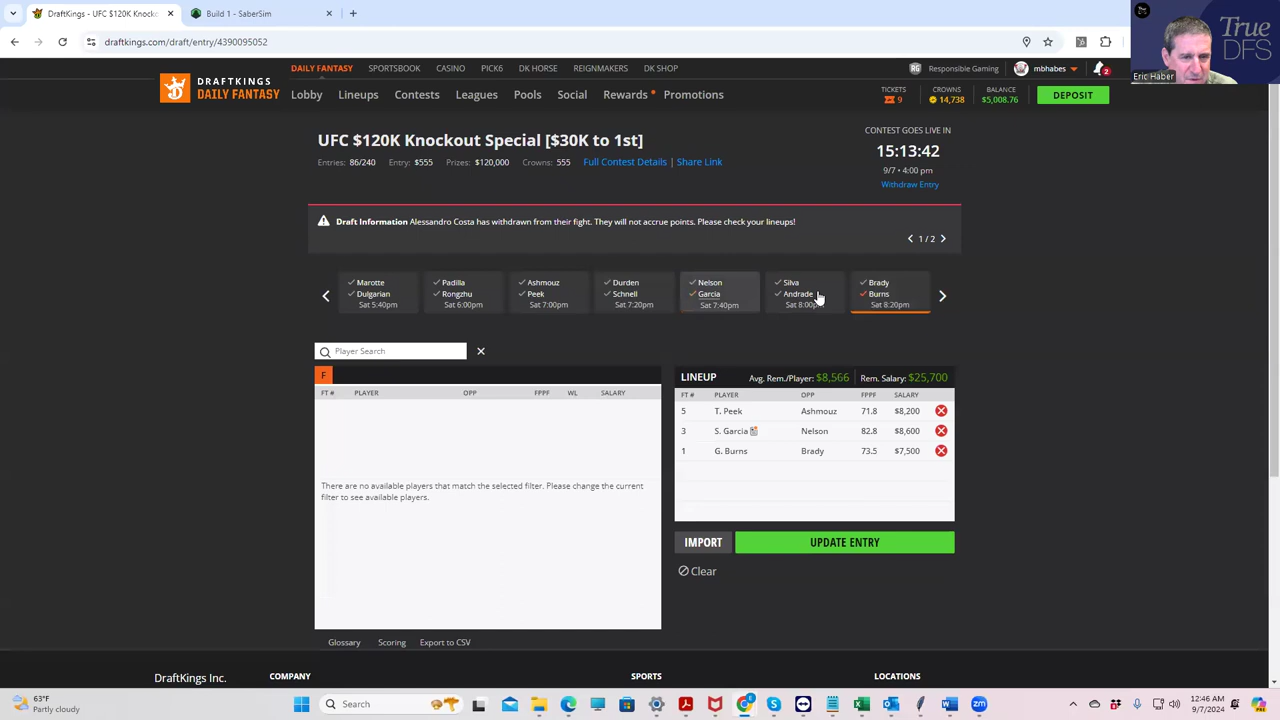 DraftKings - UFC $120K Knocko
Build 1 - SaberSim
draftkings.com/draft/entry/4390095052
True
DFS
Eric Haber
DAILY FANTASY
SPORTSBOOK
CASINO
PICK6
DK HORSE
REIGNMAKERS
DK SHOP
RG
Responsible Gaming
mbhabes
2
DRAFTKINGS
DAILY FANTASY
Lobby
Lineups
Contests
Leagues
Pools
Social
Rewards
Promotions
TICKETS
9
CROWNS
14,738
BALANCE
$5,008.76
DEPOSIT
UFC $120K Knockout Special [$30K to 1st]
Entries: 86/240 Entry: $555 Prizes: $120,000 Crowns: 555 Full Contest Details | Share Link
CONTEST GOES LIVE IN
15:13:42
9/7 • 4:00 pm
Withdraw Entry
Draft Information Alessandro Costa has withdrawn from their fight. They will not accrue points. Please check your lineups!
1 / 2
Marotte
Dulgarian
Sat 5:40pm
Padilla
Rongzhu
Sat 6:00pm
Ashmouz
Peek
Sat 7:00pm
Durden
Schnell
Sat 7:20pm
Nelson
Garcia
Sat 7:40pm
Silva
Andrade
Sat 8:00pm
Brady
Burns
Sat 8:20pm
Player Search
F
FT # PLAYER OPP FPPF WL SALARY
There are no available players that match the selected filter. Please change the current
filter to see available players.
LINEUP Avg. Rem./Player: $8,566 Rem. Salary: $25,700
FT # PLAYER OPP FPPF SALARY
5 T. Peek Ashmouz 71.8 $8,200
3 S. Garcia Nelson 82.8 $8,600
1 G. Burns Brady 73.5 $7,500
IMPORT
UPDATE ENTRY
Clear
Glossary Scoring Export to CSV
DraftKings Inc.
COMPANY
SPORTS
LOCATIONS
63°F
Partly cloudy
Search
12:46 AM
9/7/2024